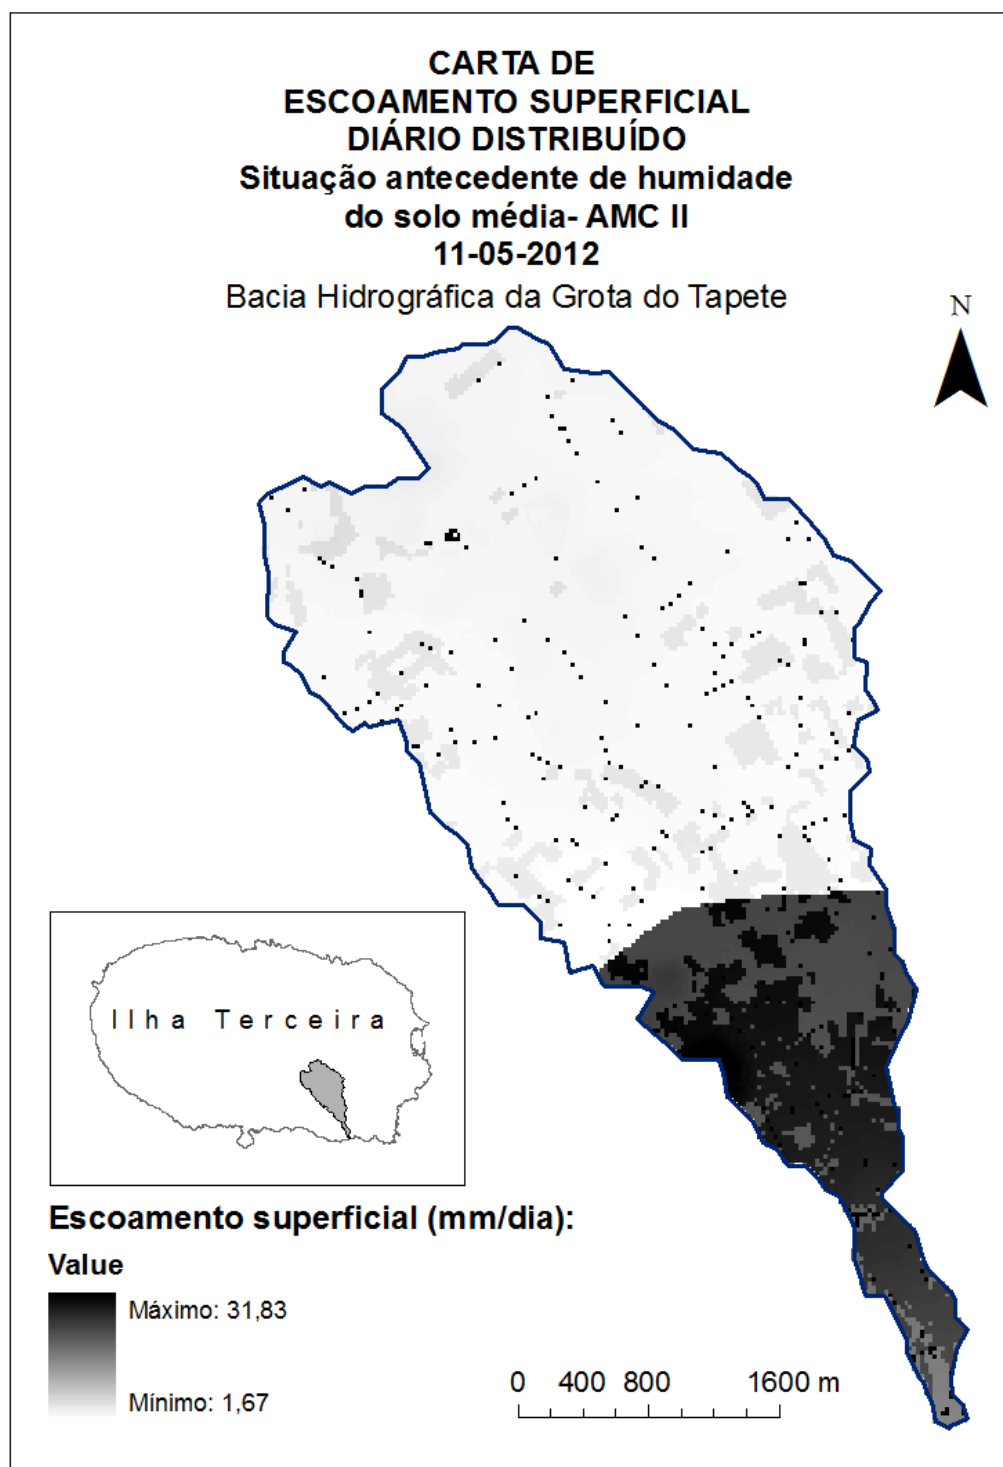 CARTA DE
ESCOAMENTO SUPERFICIAL
DIÁRIO DISTRIBUÍDO
Situação antecedente de humidade
do solo média- AMC II
11-05-2012
Bacia Hidrográfica da Grota do Tapete
N
Ilha Terceira
Escoamento superficial (mm/dia):
Value
Máximo: 31,83
Mínimo: 1,67
0 400 800 1600 m